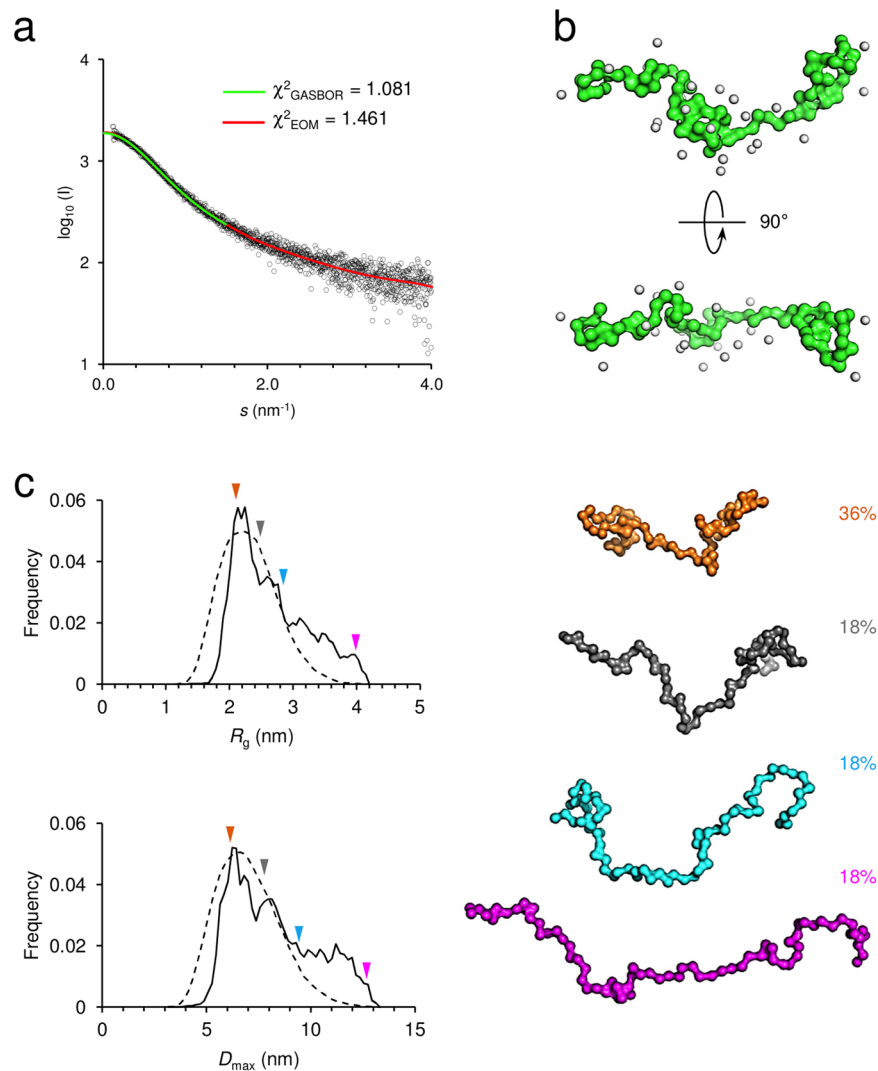 a
4
3
2
1
log10 (I)
0.0
2.0
4.0
s (nm-1)
χ2GASBOR = 1.081
χ2EOM = 1.461
b
90°
c
0.06
0.04
0.02
0
Frequency
0
1
2
3
4
5
Rg (nm)
0.06
0.04
0.02
0
Frequency
0
5
10
15
Dmax (nm)
36%
18%
18%
18%